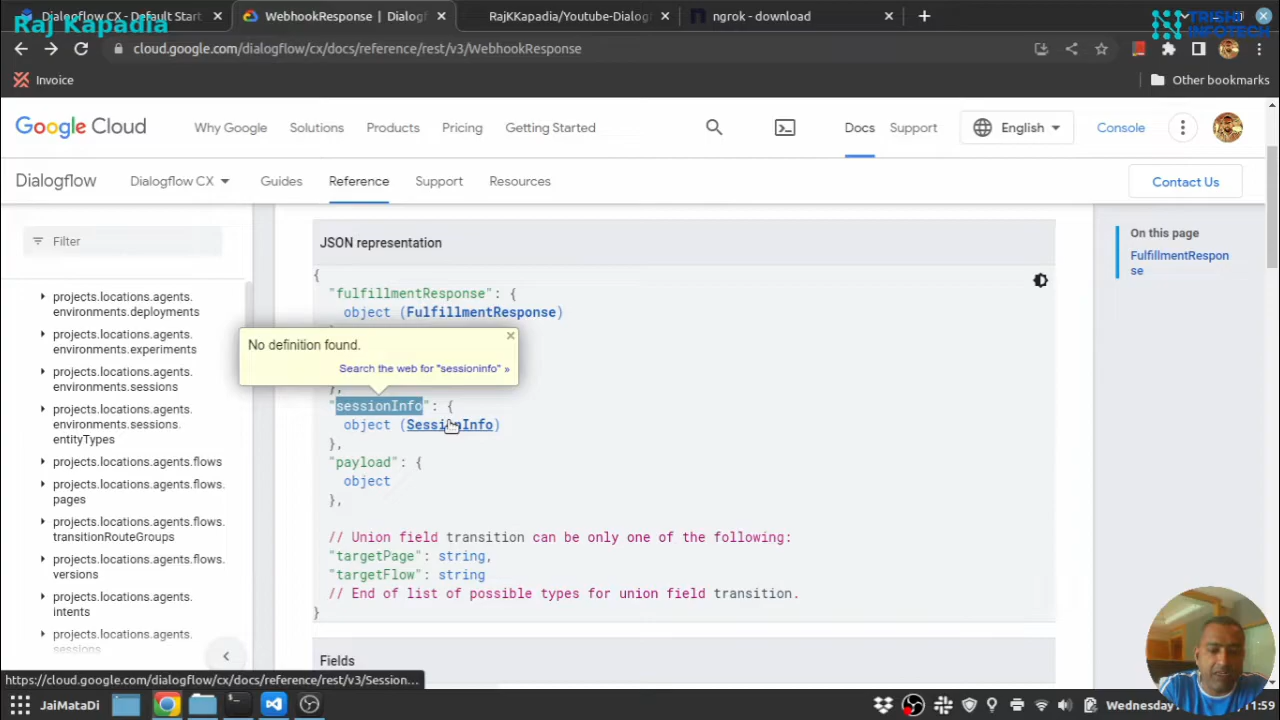 Raj Kapadia
Dialogflow CX - Default Start
WebhookResponse | Dialogf
RajKKapadia/Youtube-Dialog
ngrok - download
TRISHI
INFOTECH
cloud.google.com/dialogflow/cx/docs/reference/rest/v3/WebhookResponse
Invoice
Other bookmarks
Google Cloud
Why Google
Solutions
Products
Pricing
Getting Started
Docs
Support
English
Console
Dialogflow
Dialogflow CX
Guides
Reference
Support
Resources
Contact Us
Filter
projects.locations.agents.
environments.deployments
projects.locations.agents.
environments.experiments
projects.locations.agents.
environments.sessions
projects.locations.agents.
environments.sessions.
entityTypes
projects.locations.agents.flows
projects.locations.agents.flows.
pages
projects.locations.agents.flows.
transitionRouteGroups
projects.locations.agents.flows.
versions
projects.locations.agents.
intents
projects.locations.agents.
sessions
JSON representation
{
"fulfillmentResponse": {
object (FulfillmentResponse)
No definition found.
Search the web for "sessioninfo" »
},
"sessionInfo": {
object (SessionInfo)
},
"payload": {
object
},
// Union field transition can be only one of the following:
"targetPage": string,
"targetFlow": string
// End of list of possible types for union field transition.
}
Fields
On this page
FulfillmentRespon
se
https://cloud.google.com/dialogflow/cx/docs/reference/rest/v3/Session...
JaiMataDi
Wednesday
11:59